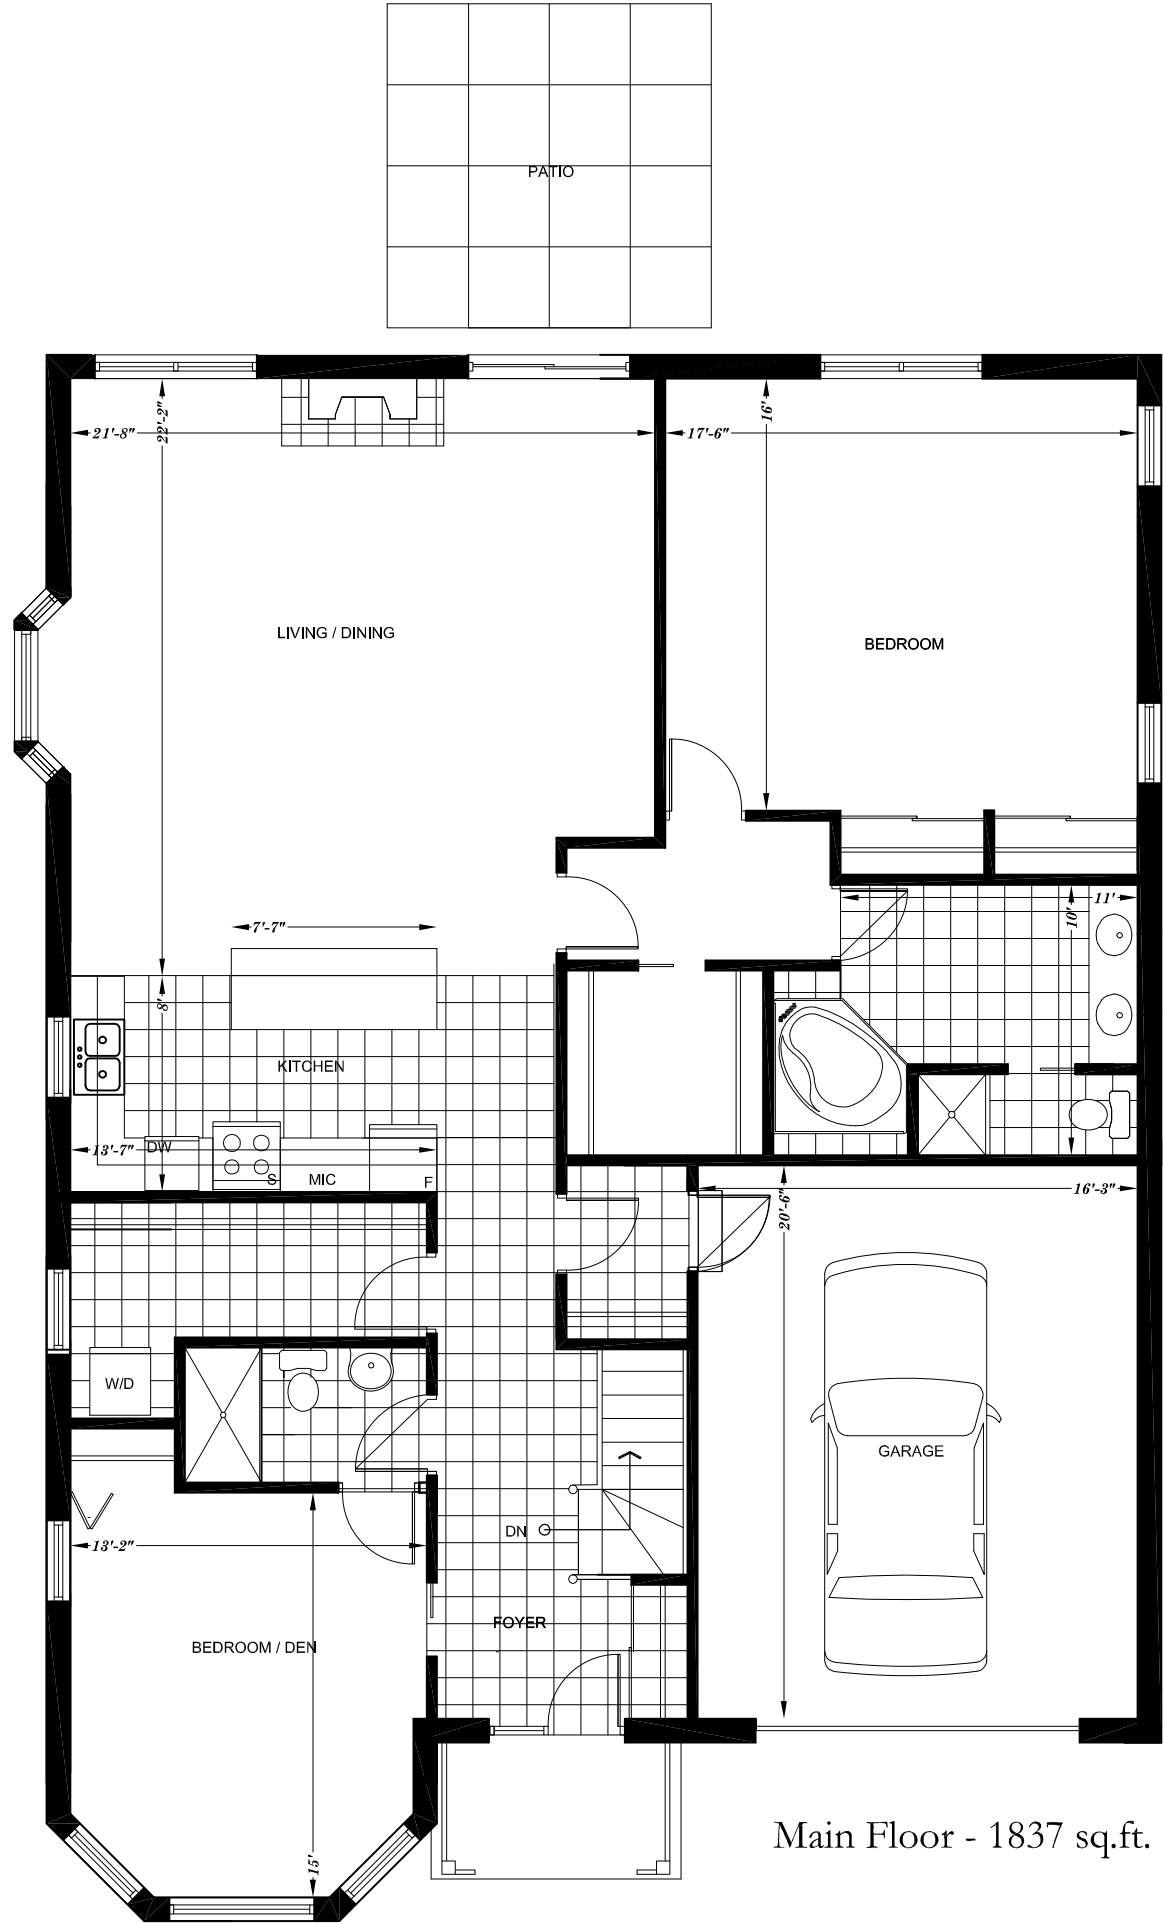 PATIO
21'-8"
22'-2"
17'-6"
16'
LIVING / DINING
BEDROOM
7'-7"
11'
10'
8'
KITCHEN
13'-7"
DW
S
MIC
F
16'-3"
20'-6"
W/D
GARAGE
DN
13'-2"
FOYER
BEDROOM / DEN
15'
Main Floor - 1837 sq.ft.